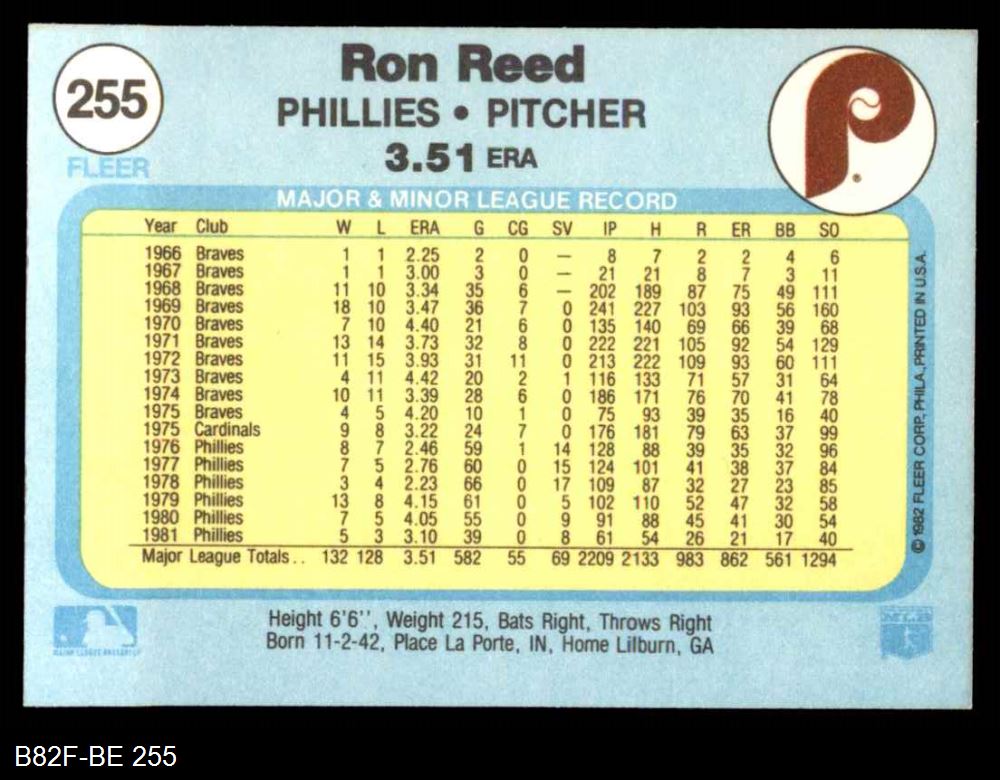 255
FLEER
Ron Reed
PHILLIES • PITCHER
3.51 ERA
P
MAJOR & MINOR LEAGUE RECORD
Year Club W L ERA G CG SV IP H R ER BB SO
1966 Braves 1 1 2.25 2 0 — 8 7 2 2 4 6
1967 Braves 1 1 3.00 3 0 — 21 21 8 7 3 11
1968 Braves 11 10 3.34 35 6 — 202 189 87 75 49 111
1969 Braves 18 10 3.47 36 7 0 241 227 103 93 56 160
1970 Braves 7 10 4.40 21 6 0 135 140 69 66 39 68
1971 Braves 13 14 3.73 32 8 0 222 221 105 92 54 129
1972 Braves 11 15 3.93 31 11 0 213 222 109 93 60 111
1973 Braves 4 11 4.42 20 2 1 116 133 71 57 31 64
1974 Braves 10 11 3.39 28 6 0 186 171 76 70 41 78
1975 Braves 4 5 4.20 10 1 0 75 93 39 35 16 40
1975 Cardinals 9 8 3.22 24 7 0 176 181 79 63 37 99
1976 Phillies 8 7 2.46 59 1 14 128 88 39 35 32 96
1977 Phillies 7 5 2.76 60 0 15 124 101 41 38 37 84
1978 Phillies 3 4 2.23 66 0 17 109 87 32 27 23 85
1979 Phillies 13 8 4.15 61 0 5 102 110 52 47 32 58
1980 Phillies 7 5 4.05 55 0 9 91 88 45 41 30 54
1981 Phillies 5 3 3.10 39 0 8 61 54 26 21 17 40
Major League Totals . . 132 128 3.51 582 55 69 2209 2133 983 862 561 1294
© 1982 FLEER CORP., PHILA., PRINTED IN U.S.A.
Height 6'6'', Weight 215, Bats Right, Throws Right
Born 11-2-42, Place La Porte, IN, Home Lilburn, GA
B82F-BE 255